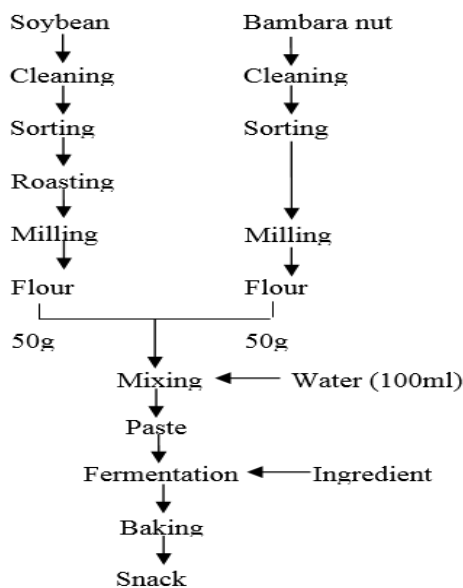 Soybean Bambara nut
Cleaning Cleaning
Sorting Sorting
Roasting
Milling Milling
Flour Flour
50g 50g
Mixing Water (100ml)
Paste
Fermentation Ingredient
Baking
Snack